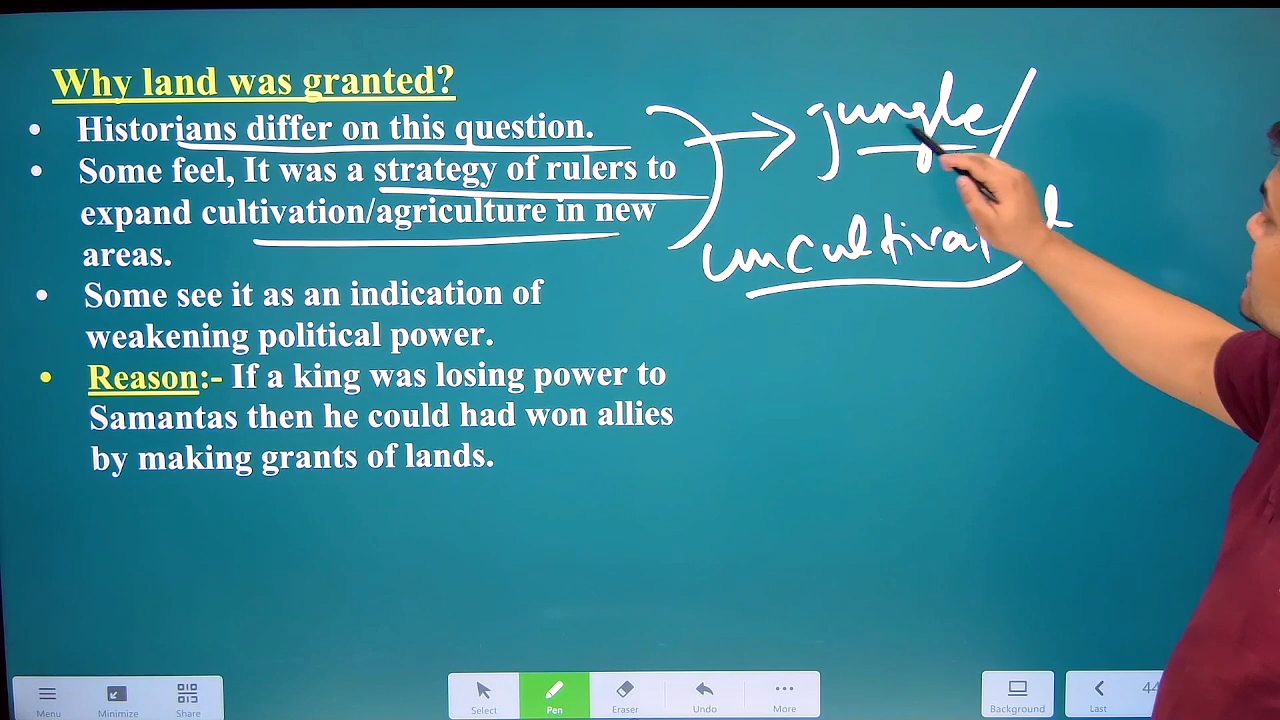 Why land was granted?
• Historians differ on this question.
• Some feel, It was a strategy of rulers to
expand cultivation/agriculture in new
areas.
• Some see it as an indication of
weakening political power.
• Reason:- If a king was losing power to
Samantas then he could had won allies
by making grants of lands.
jungle/
Menu
Minimize
Share
Select
Pen
Eraser
Undo
More
Background
Last
44